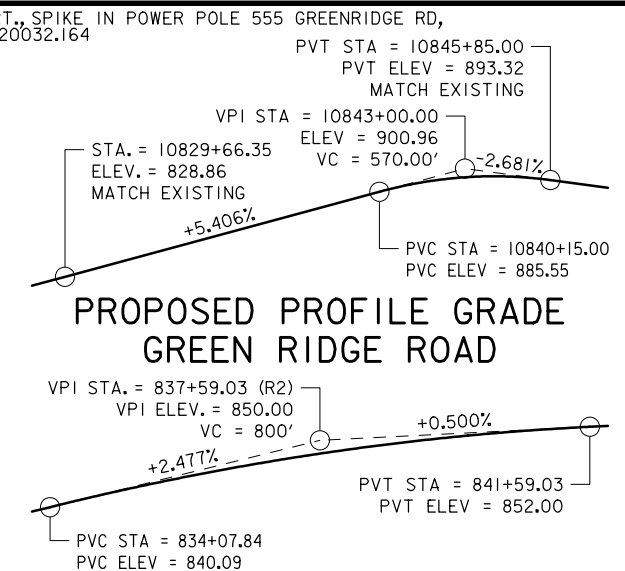 T., SPIKE IN POWER POLE 555 GREENRIDGE RD,
20032.164
PVT STA = 10845+85.00
PVT ELEV = 893.32
MATCH EXISTING
VPI STA = 10843+00.00
ELEV = 900.96
VC = 570.00'
-2.681%
STA. = 10829+66.35
ELEV. = 828.86
MATCH EXISTING
+5.406%
PVC STA = 10840+15.00
PVC ELEV = 885.55
PROPOSED PROFILE GRADE
GREEN RIDGE ROAD
VPI STA. = 837+59.03 (R2)
VPI ELEV. = 850.00
VC = 800'
+0.500%
+2.477%
PVT STA = 841+59.03
PVT ELEV = 852.00
PVC STA = 834+07.84
PVC ELEV = 840.09